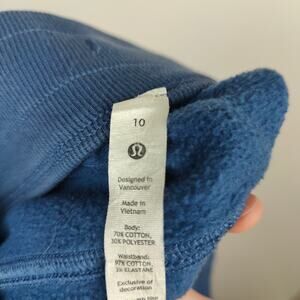 10
Designed in
Vancouver
Made in
Vietnam
Body:
70% COTTON,
30% POLYESTER
Waistband:
97% COTTON,
3% ELASTANE
Exclusive of
decoration